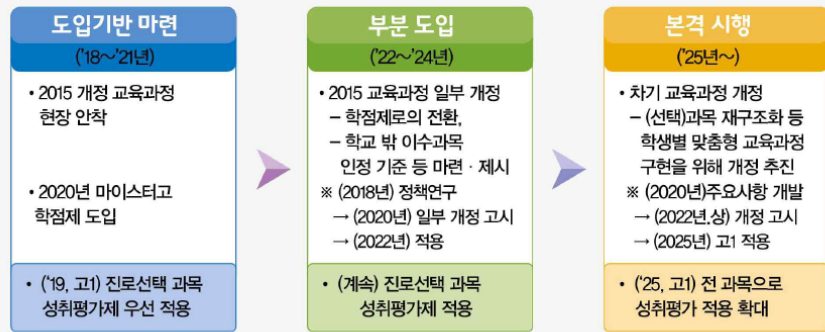 도입기반 마련
('18~'21년)
• 2015 개정 교육과정
현장 안착
• 2020년 마이스터고
학점제 도입
• ('19, 고1) 진로선택 과목
성취평가제 우선 적용
부분 도입
('22~'24년)
• 2015 교육과정 일부 개정
– 학점제로의 전환,
– 학교 밖 이수과목
인정 기준 등 마련·제시
※ (2018년) 정책연구
→ (2020년) 일부 개정 고시
→ (2022년) 적용
• (계속) 진로선택 과목
성취평가제 적용
본격 시행
('25년~)
• 차기 교육과정 개정
– (선택)과목 재구조화 등
학생별 맞춤형 교육과정
구현을 위해 개정 추진
※ (2020년)주요사항 개발
→ (2022년.상) 개정 고시
→ (2025년) 고1 적용
• ('25, 고1) 전 과목으로
성취평가 적용 확대